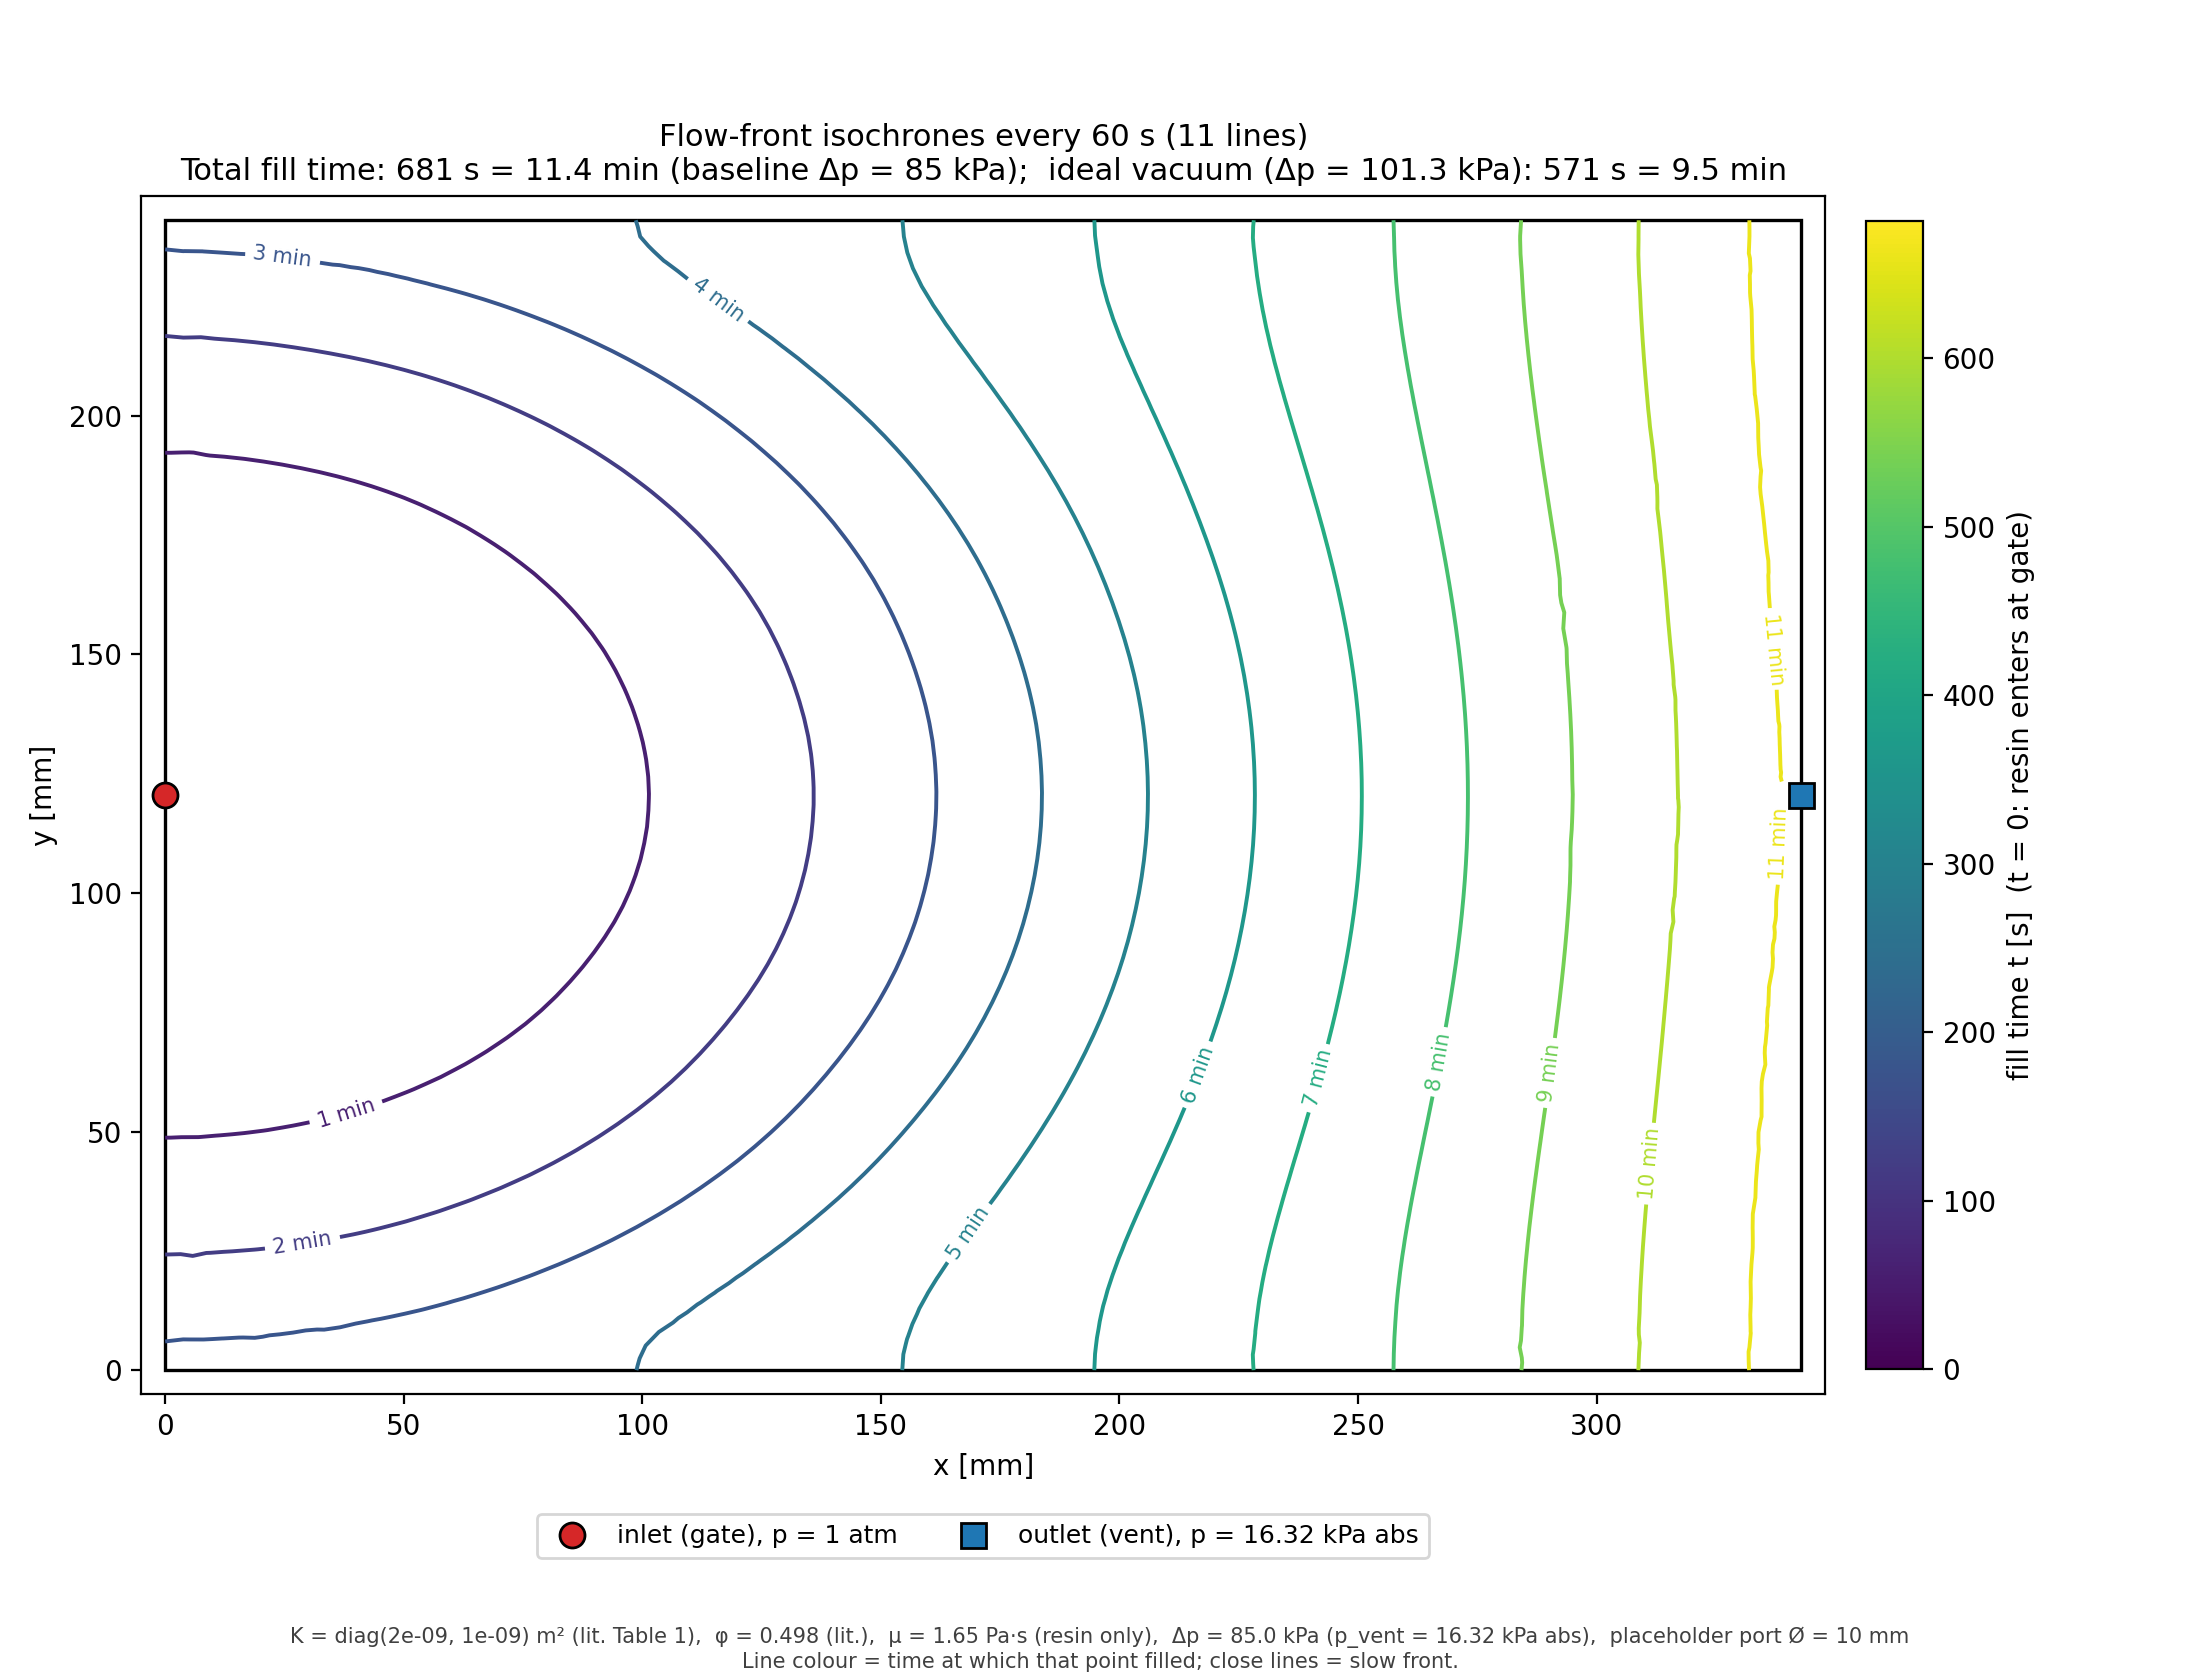 Flow-front isochrones every 60 s (11 lines)
Total fill time: 681 s = 11.4 min (baseline Δp = 85 kPa);  ideal vacuum (Δp = 101.3 kPa): 571 s = 9.5 min
y [mm]
200
150
100
50
0
0
50
100
150
200
250
300
x [mm]
3 min
4 min
11 min
11 min
1 min
2 min
5 min
6 min
7 min
8 min
9 min
10 min
600
500
400
300
200
100
0
fill time t [s]  (t = 0: resin enters at gate)
inlet (gate), p = 1 atm
outlet (vent), p = 16.32 kPa abs
K = diag(2e-09, 1e-09) m² (lit. Table 1),  φ = 0.498 (lit.),  μ = 1.65 Pa·s (resin only),  Δp = 85.0 kPa (p_vent = 16.32 kPa abs),  placeholder port Ø = 10 mm
Line colour = time at which that point filled; close lines = slow front.